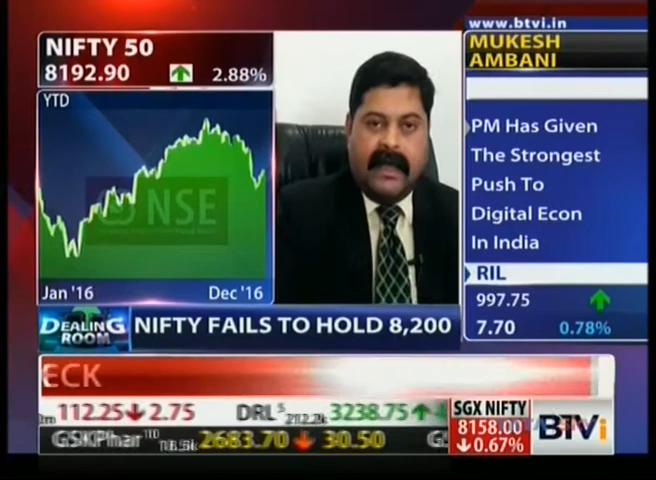 www.btvi.in
NIFTY 50
8192.90 2.88%
YTD
NSE
Jan '16 Dec '16
MUKESH
AMBANI
PM Has Given
The Strongest
Push To
Digital Econ
In India
RIL
997.75
7.70 0.78%
DEALING
ROOM
NIFTY FAILS TO HOLD 8,200
ECK
112.25 2.75 DRL 3238.75
GSKPhar 2683.70 30.50
SGX NIFTY
8158.00
0.67%
BTVi